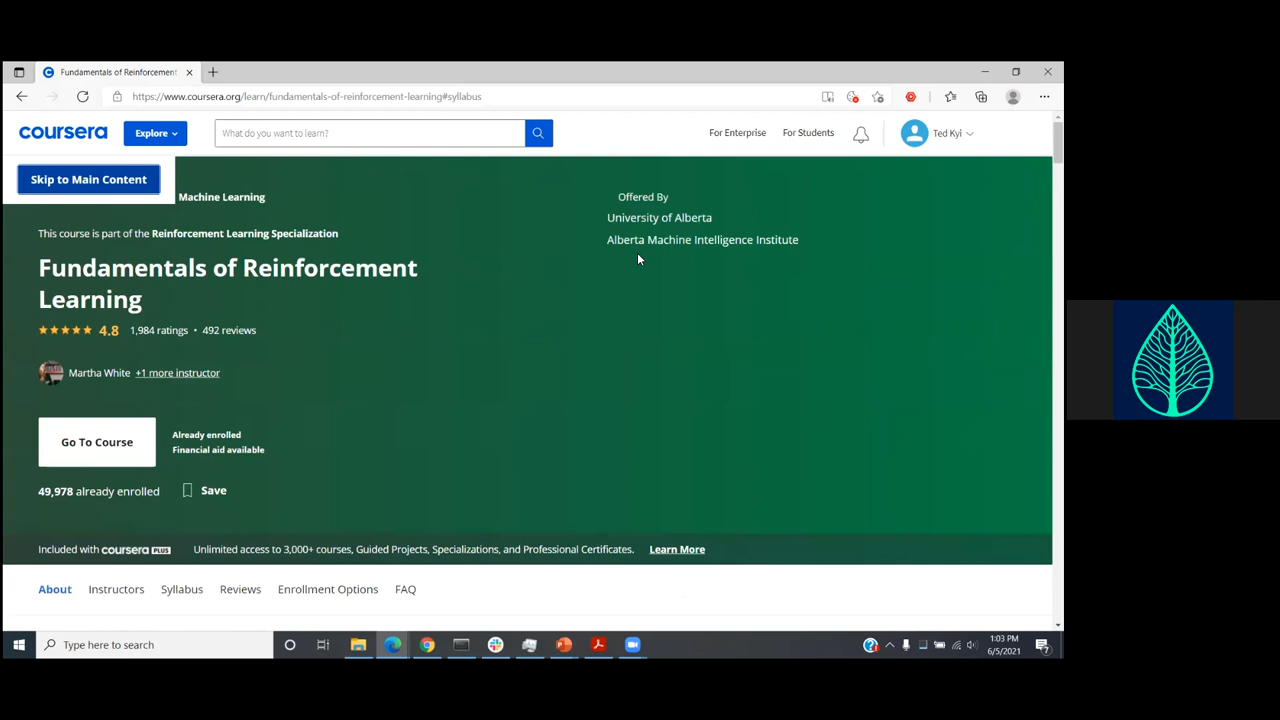 Fundamentals of Reinforcement
https://www.coursera.org/learn/fundamentals-of-reinforcement-learning#syllabus
coursera
Explore
What do you want to learn?
For Enterprise
For Students
Ted Kyi
Skip to Main Content
Machine Learning
Offered By
University of Alberta
Alberta Machine Intelligence Institute
This course is part of the Reinforcement Learning Specialization
Fundamentals of Reinforcement
Learning
4.8
1,984 ratings • 492 reviews
Martha White +1 more instructor
Go To Course
Already enrolled
Financial aid available
49,978 already enrolled
Save
Included with coursera PLUS
Unlimited access to 3,000+ courses, Guided Projects, Specializations, and Professional Certificates.
Learn More
About
Instructors
Syllabus
Reviews
Enrollment Options
FAQ
Type here to search
1:03 PM
6/5/2021
7